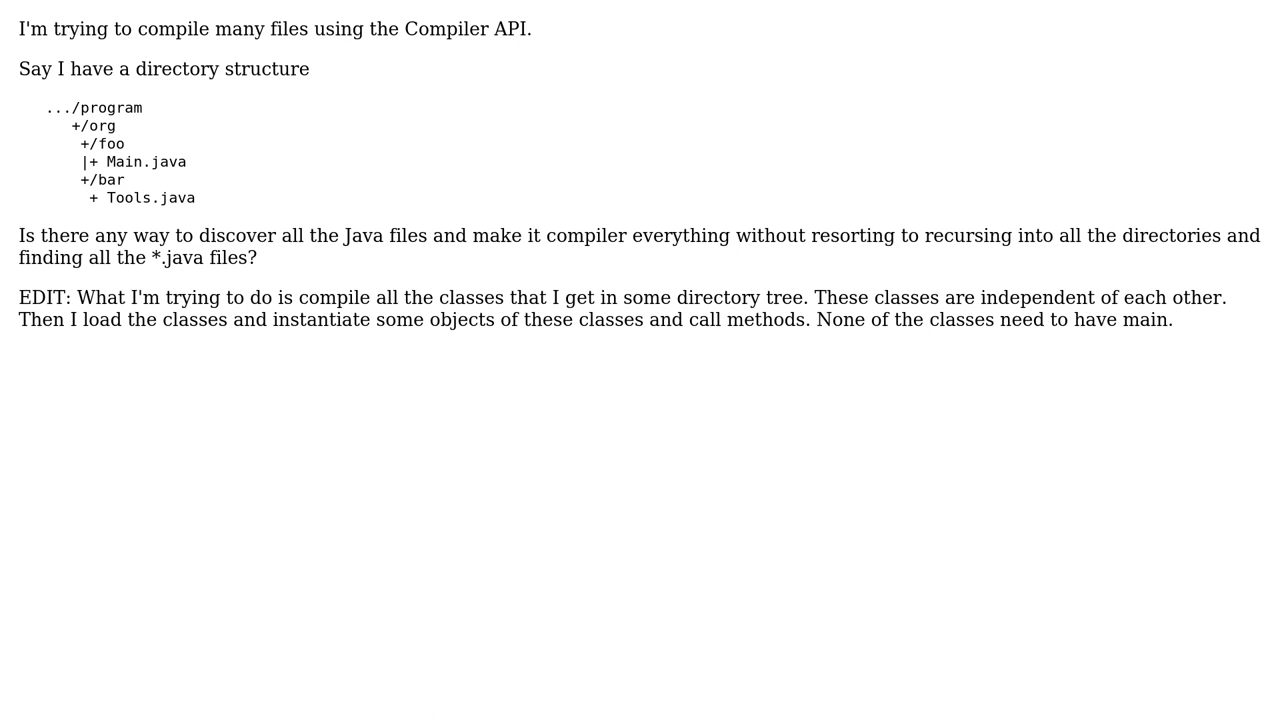 I'm trying to compile many files using the Compiler API.
Say I have a directory structure
.../program
+/org
+/foo
|+ Main.java
+/bar
+ Tools.java
Is there any way to discover all the Java files and make it compiler everything without resorting to recursing into all the directories and
finding all the *.java files?
EDIT: What I'm trying to do is compile all the classes that I get in some directory tree. These classes are independent of each other.
Then I load the classes and instantiate some objects of these classes and call methods. None of the classes need to have main.